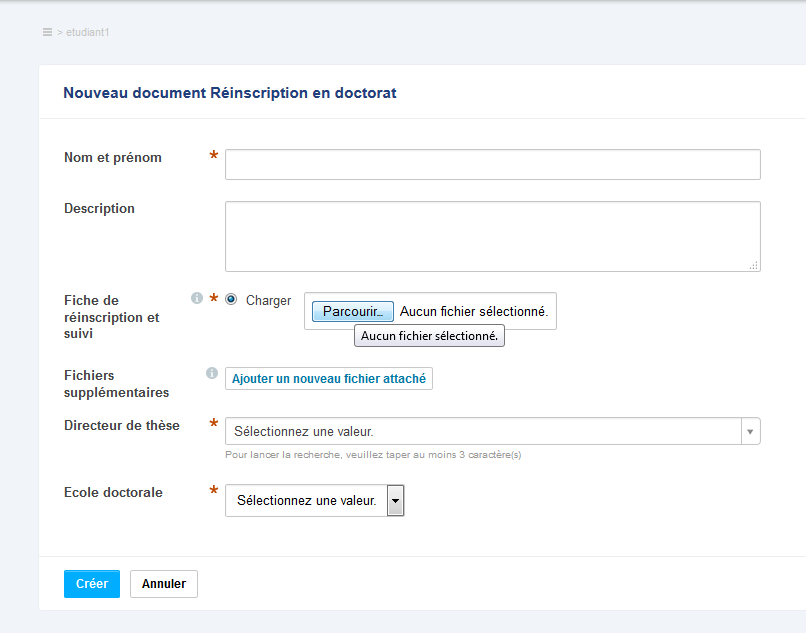 > etudiant1
Nouveau document Réinscription en doctorat
Nom et prénom *
Description
Fiche de
réinscription et
suivi
i * Charger Parcourir… Aucun fichier sélectionné.
Aucun fichier sélectionné.
Fichiers
supplémentaires
i Ajouter un nouveau fichier attaché
Directeur de thèse * Sélectionnez une valeur.
Pour lancer la recherche, veuillez taper au moins 3 caractère(s)
Ecole doctorale * Sélectionnez une valeur.
Créer Annuler